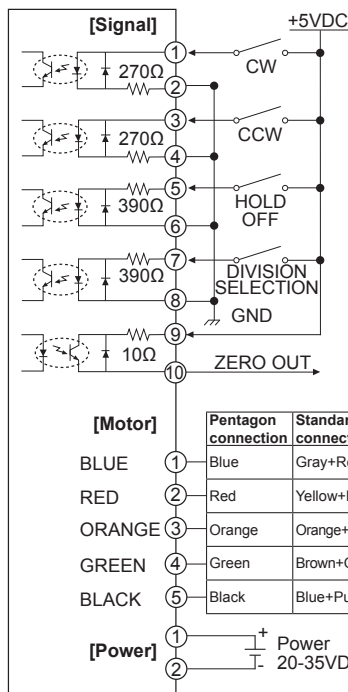 [Signal]
+5VDC
1
CW
270Ω
2
3
CCW
270Ω
4
5
HOLD
OFF
390Ω
6
7
DIVISION
SELECTION
390Ω
8
GND
9
10Ω
10
ZERO OUT
[Motor]
Pentagon
connection
BLUE 1 Blue
RED 2 Red
ORANGE 3 Orange
GREEN 4 Green
BLACK 5 Black
[Power]
1
+
Power
-
2